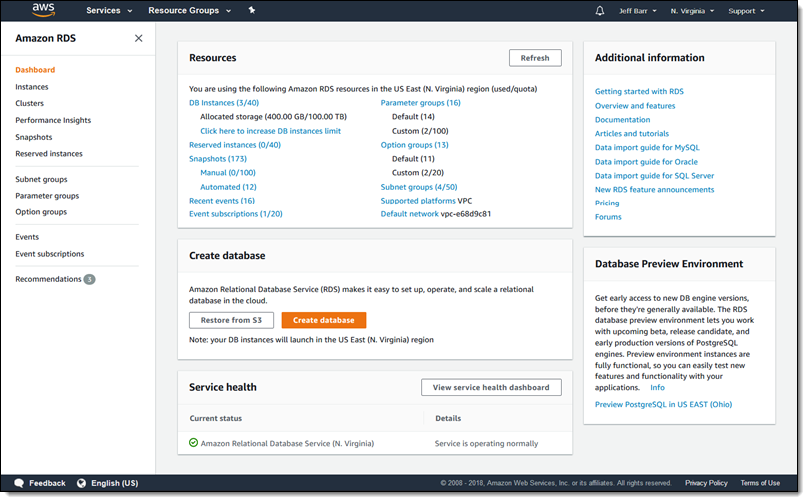 aws
Services
Resource Groups
Jeff Barr
N. Virginia
Support
Amazon RDS
Dashboard
Instances
Clusters
Performance Insights
Snapshots
Reserved instances
Subnet groups
Parameter groups
Option groups
Events
Event subscriptions
Recommendations 3
Resources
Refresh
You are using the following Amazon RDS resources in the US East (N. Virginia) region (used/quota)
DB Instances (3/40)
Allocated storage (400.00 GB/100.00 TB)
Click here to increase DB instances limit
Reserved instances (0/40)
Snapshots (173)
Manual (0/100)
Automated (12)
Recent events (16)
Event subscriptions (1/20)
Parameter groups (16)
Default (14)
Custom (2/100)
Option groups (13)
Default (11)
Custom (2/20)
Subnet groups (4/50)
Supported platforms VPC
Default network vpc-e68d9c81
Create database
Amazon Relational Database Service (RDS) makes it easy to set up, operate, and scale a relational
database in the cloud.
Restore from S3
Create database
Note: your DB instances will launch in the US East (N. Virginia) region
Service health
View service health dashboard
Current status
Details
Amazon Relational Database Service (N. Virginia)
Service is operating normally
Additional information
Getting started with RDS
Overview and features
Documentation
Articles and tutorials
Data import guide for MySQL
Data import guide for Oracle
Data import guide for SQL Server
New RDS feature announcements
Pricing
Forums
Database Preview Environment
Get early access to new DB engine versions,
before they're generally available. The RDS
database preview environment lets you work
with upcoming beta, release candidate, and
early production versions of PostgreSQL
engines. Preview environment instances are
fully functional, so you can easily test new
features and functionality with your
applications. Info
Preview PostgreSQL in US EAST (Ohio)
Feedback
English (US)
© 2008 - 2018, Amazon Web Services, Inc. or its affiliates. All rights reserved.
Privacy Policy
Terms of Use